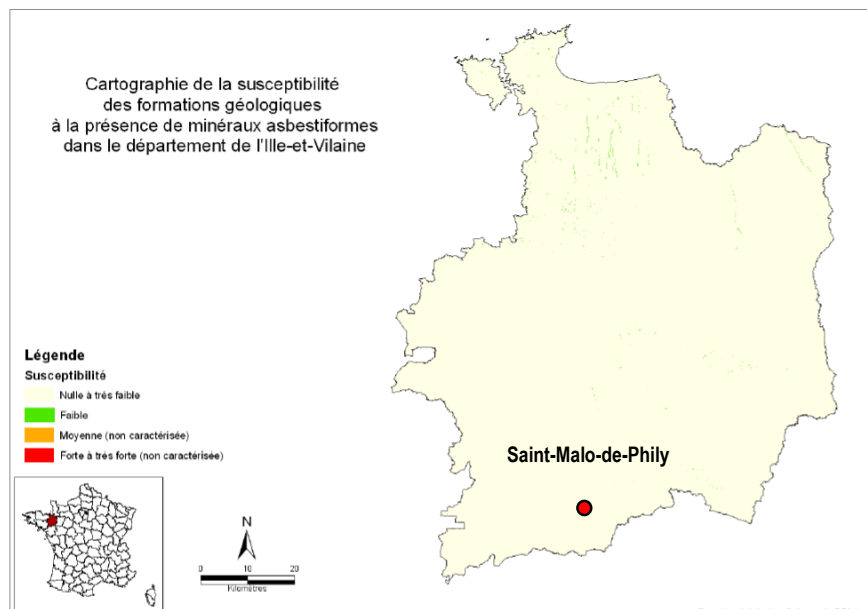 Cartographie de la susceptibilité
des formations géologiques
à la présence de minéraux asbestiformes
dans le département de l'Ille-et-Vilaine
Légende
Susceptibilité
Nulle à très faible
Faible
Moyenne (non caractérisée)
Forte à très forte (non caractérisée)
Saint-Malo-de-Phily
N
0 10 20
Kilomètres